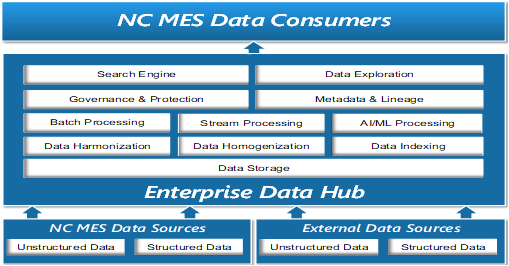 NC MES Data Consumers
Search Engine Data Exploration
Governance & Protection Metadata & Lineage
Batch Processing Stream Processing AI/ML Processing
Data Harmonization Data Homogenization Data Indexing
Data Storage
Enterprise Data Hub
NC MES Data Sources External Data Sources
Unstructured Data Structured Data Unstructured Data Structured Data